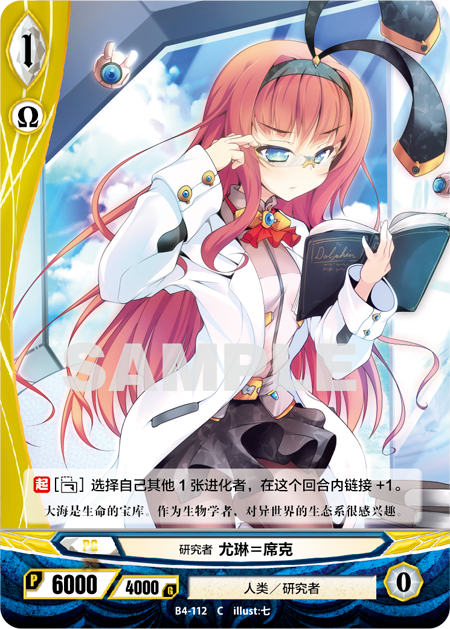 1
Ω
Dolphin
SAMPLE
起 [ ] 选择自己其他 1 张进化者，在这个回合内链接 +1。
大海是生命的宝库。作为生物学者，对异世界的生态系很感兴趣。
PC
研究者 尤琳＝席克
P 6000 4000 G
人类／研究者
0
B4-112 C illust:七